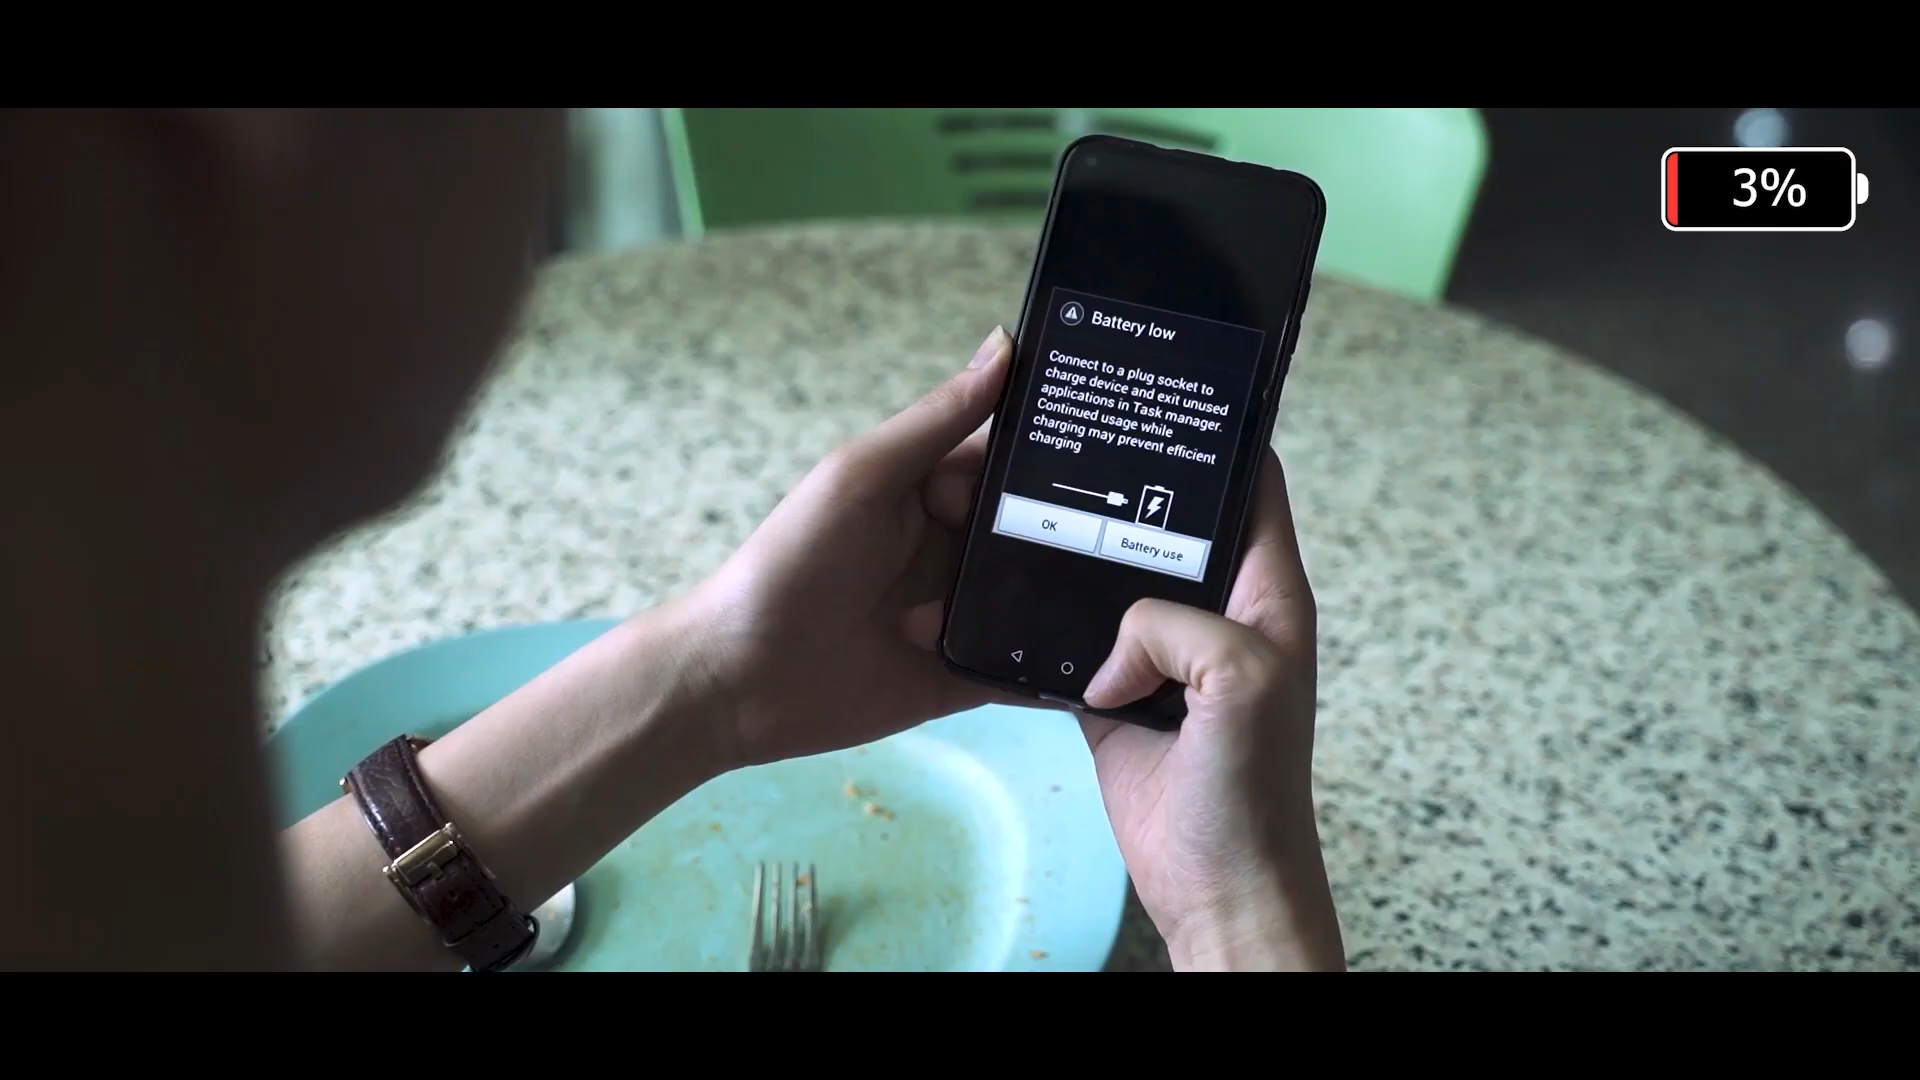 3%
Battery low
Connect to a plug socket to
charge device and exit unused
applications in Task manager.
Continued usage while
charging may prevent efficient
charging
OK
Battery use